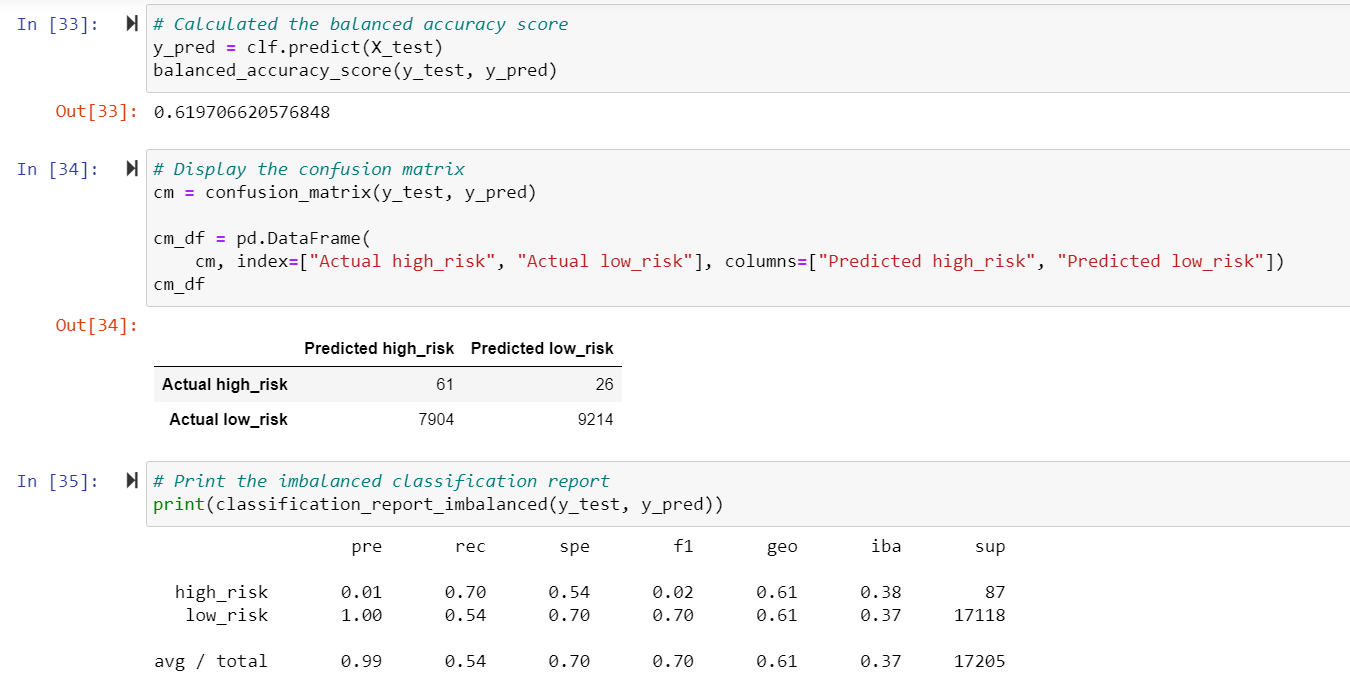 In [33]: # Calculated the balanced accuracy score
y_pred = clf.predict(X_test)
balanced_accuracy_score(y_test, y_pred)
Out[33]: 0.619706620576848
In [34]: # Display the confusion matrix
cm = confusion_matrix(y_test, y_pred)
cm_df = pd.DataFrame(
    cm, index=["Actual high_risk", "Actual low_risk"], columns=["Predicted high_risk", "Predicted low_risk"])
cm_df
Out[34]:
Predicted high_risk Predicted low_risk
Actual high_risk 61 26
Actual low_risk 7904 9214
In [35]: # Print the imbalanced classification report
print(classification_report_imbalanced(y_test, y_pred))
pre rec spe f1 geo iba sup
high_risk 0.01 0.70 0.54 0.02 0.61 0.38 87
low_risk 1.00 0.54 0.70 0.70 0.61 0.37 17118
avg / total 0.99 0.54 0.70 0.70 0.61 0.37 17205